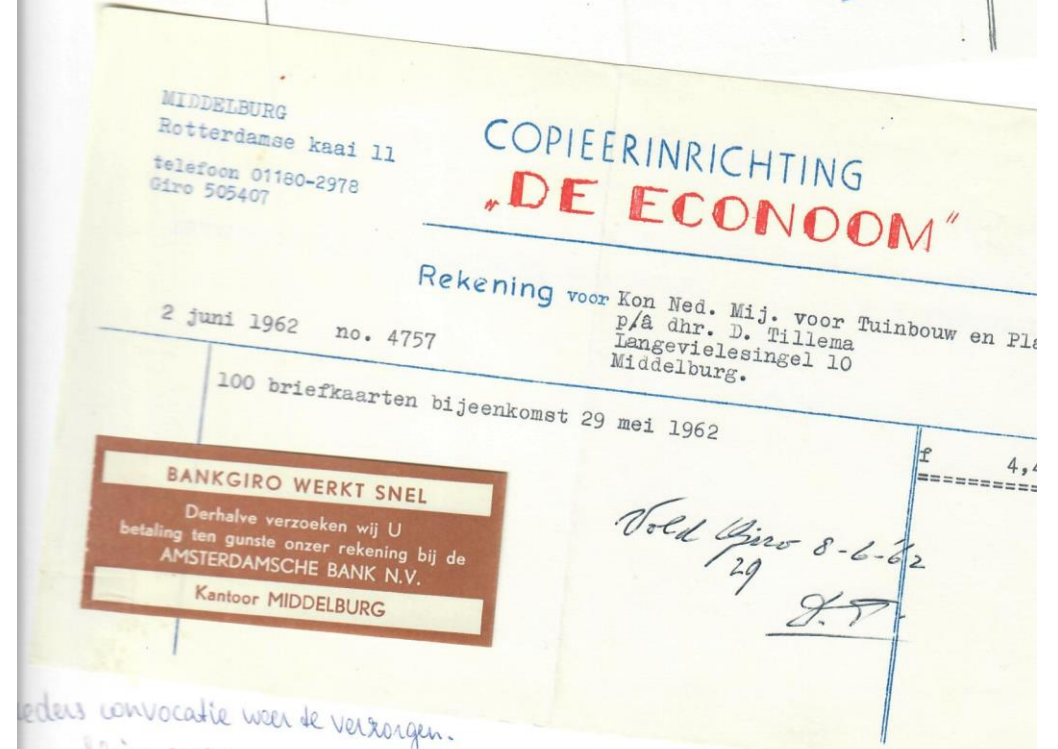 MIDDELBURG
Rotterdamse kaai 11
telefoon 01180-2978
Giro 505407
COPIEERINRICHTING
„DE ECONOOM”
Rekening voor Kon Ned. Mij. voor Tuinbouw en Pla
p/a dhr. D. Tillema
Langevielesingel 10
Middelburg.
2 juni 1962 no. 4757
100 briefkaarten bijeenkomst 29 mei 1962
f 4,4
===========
BANKGIRO WERKT SNEL
Derhalve verzoeken wij U
betaling ten gunste onzer rekening bij de
AMSTERDAMSCHE BANK N.V.
Kantoor MIDDELBURG
Vold Giro 8-6-62
29
D.T.
ieders convocatie weer te verzorgen.